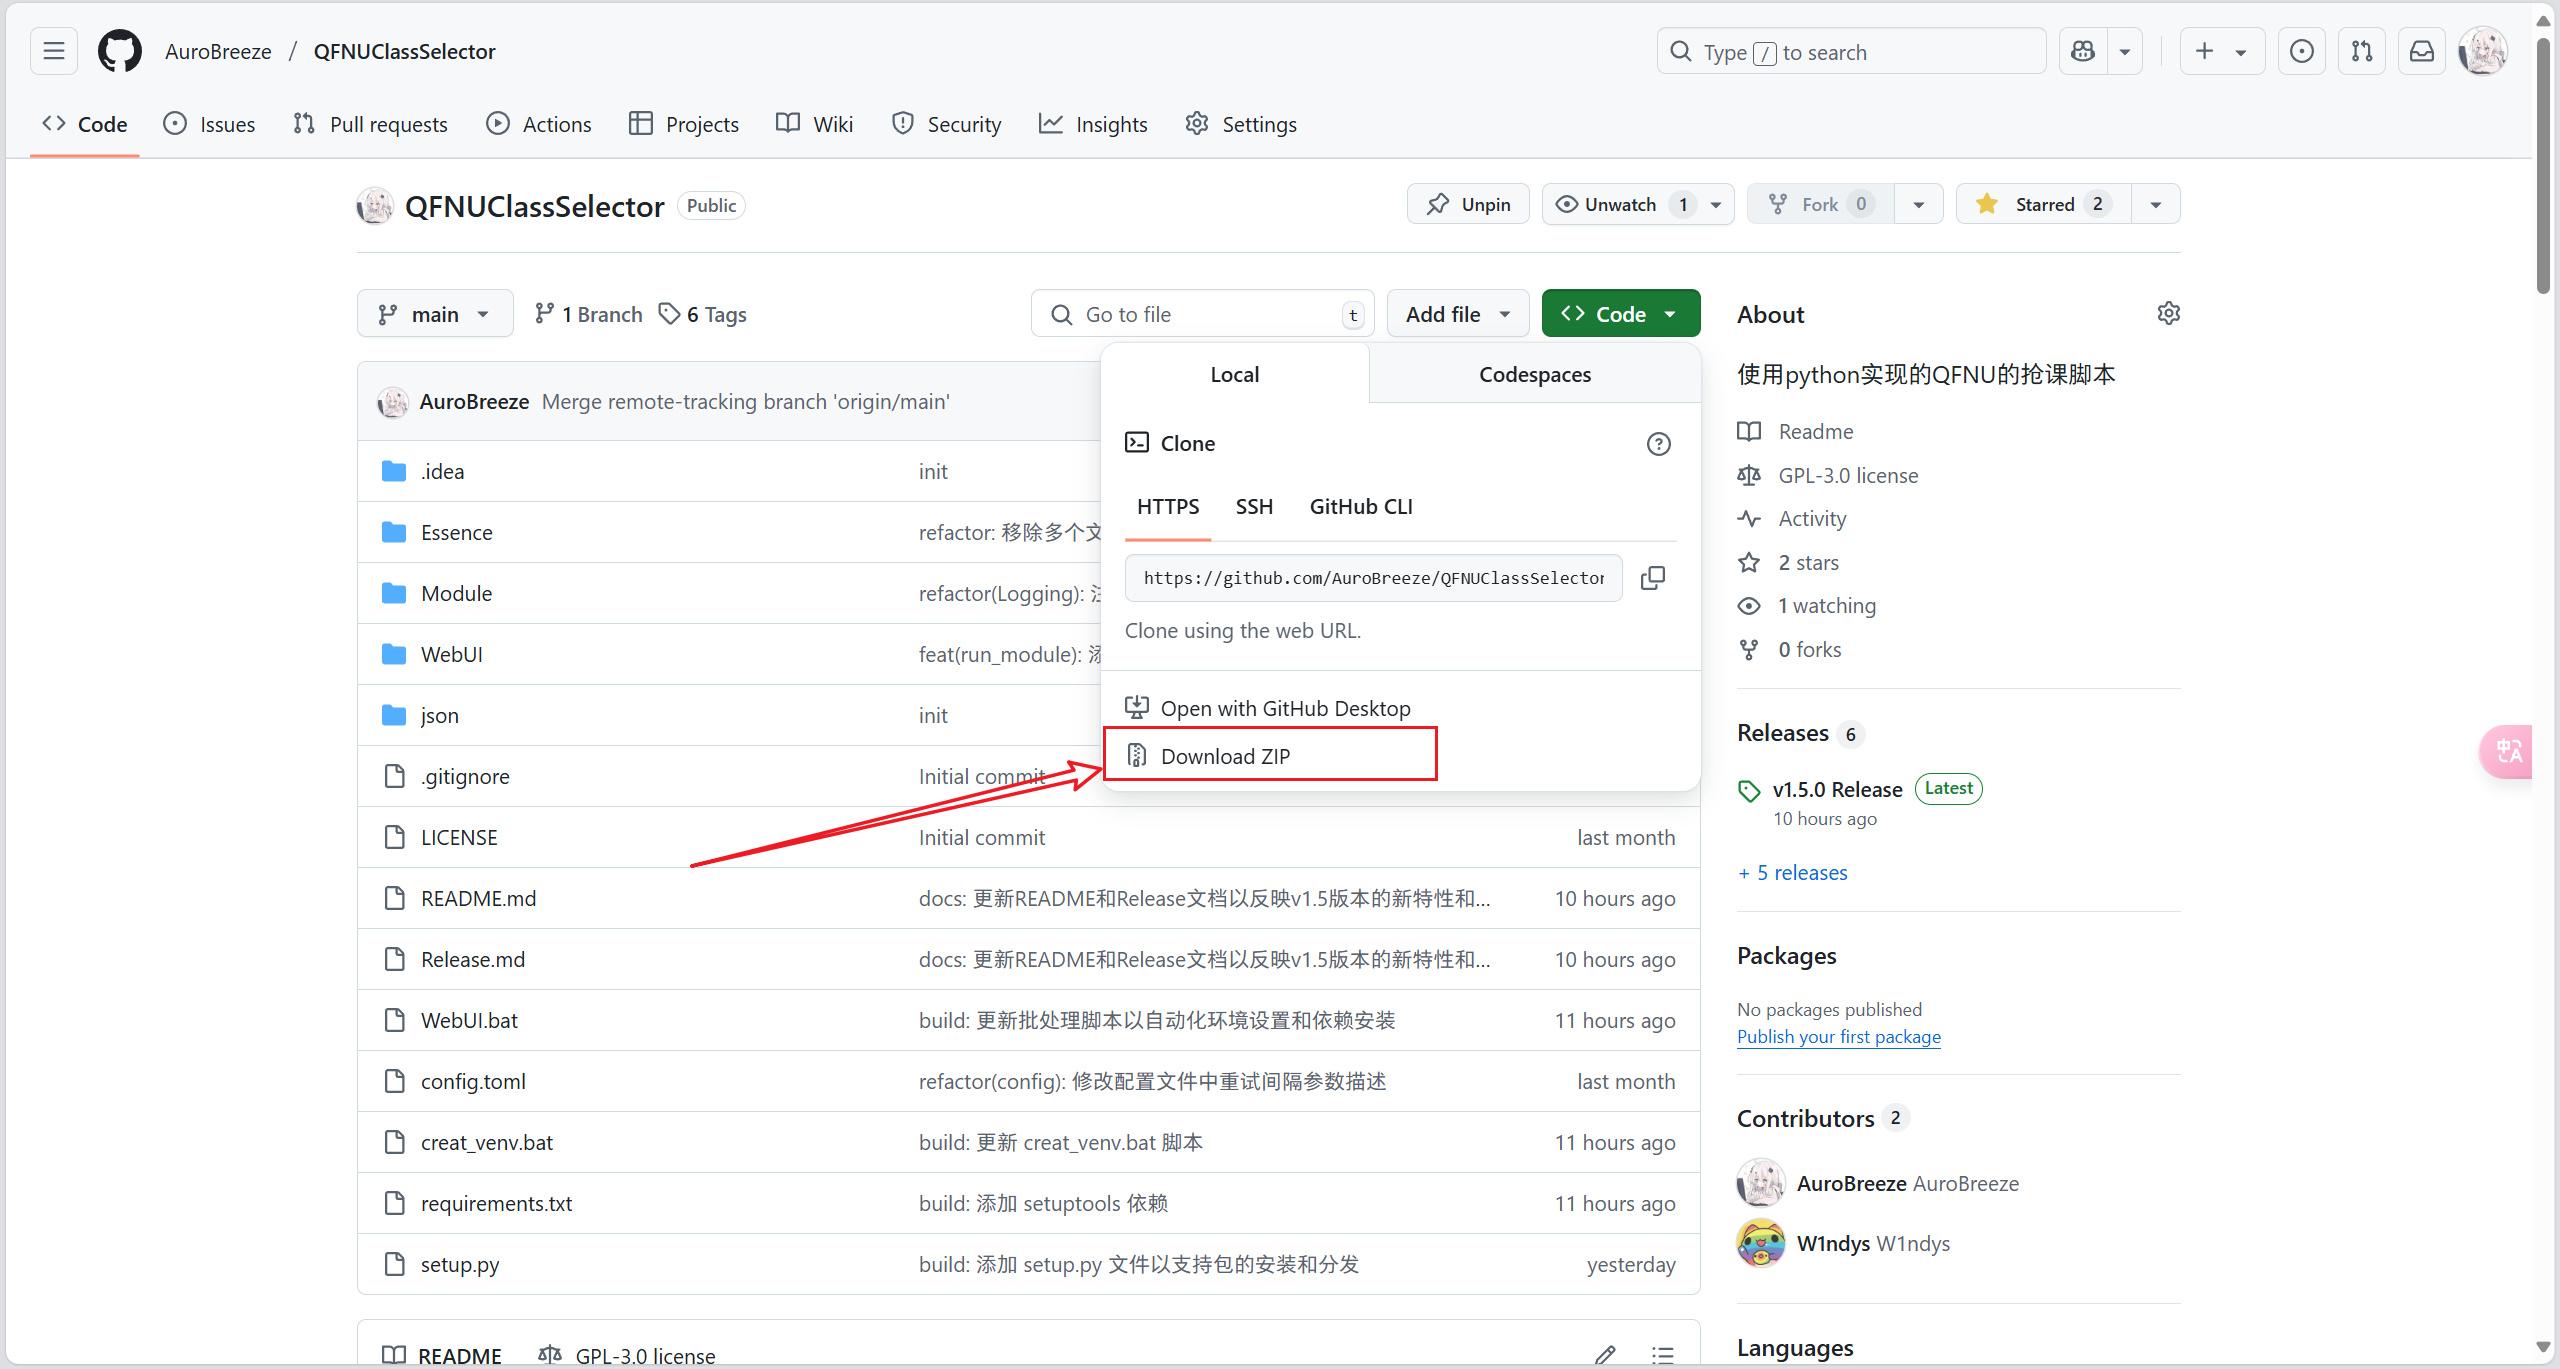 AuroBreeze / QFNUClassSelector
Type / to search
Code Issues Pull requests Actions Projects Wiki Security Insights Settings
QFNUClassSelector Public
Unpin Unwatch 1 Fork 0 Starred 2
main 1 Branch 6 Tags
Go to file t Add file Code
Local Codespaces
Clone
HTTPS SSH GitHub CLI
https://github.com/AuroBreeze/QFNUClassSelector
Clone using the web URL.
Open with GitHub Desktop
Download ZIP
AuroBreeze Merge remote-tracking branch 'origin/main'
.idea init
Essence refactor: 移除多个文
Module refactor(Logging): 注
WebUI feat(run_module): 添
json init
.gitignore Initial commit
LICENSE Initial commit last month
README.md docs: 更新README和Release文档以反映v1.5版本的新特性和... 10 hours ago
Release.md docs: 更新README和Release文档以反映v1.5版本的新特性和... 10 hours ago
WebUI.bat build: 更新批处理脚本以自动化环境设置和依赖安装 11 hours ago
config.toml refactor(config): 修改配置文件中重试间隔参数描述 last month
creat_venv.bat build: 更新 creat_venv.bat 脚本 11 hours ago
requirements.txt build: 添加 setuptools 依赖 11 hours ago
setup.py build: 添加 setup.py 文件以支持包的安装和分发 yesterday
README GPL-3.0 license
About
使用python实现的QFNU的抢课脚本
Readme
GPL-3.0 license
Activity
2 stars
1 watching
0 forks
Releases 6
v1.5.0 Release Latest
10 hours ago
+ 5 releases
Packages
No packages published
Publish your first package
Contributors 2
AuroBreeze AuroBreeze
W1ndys W1ndys
Languages
中A